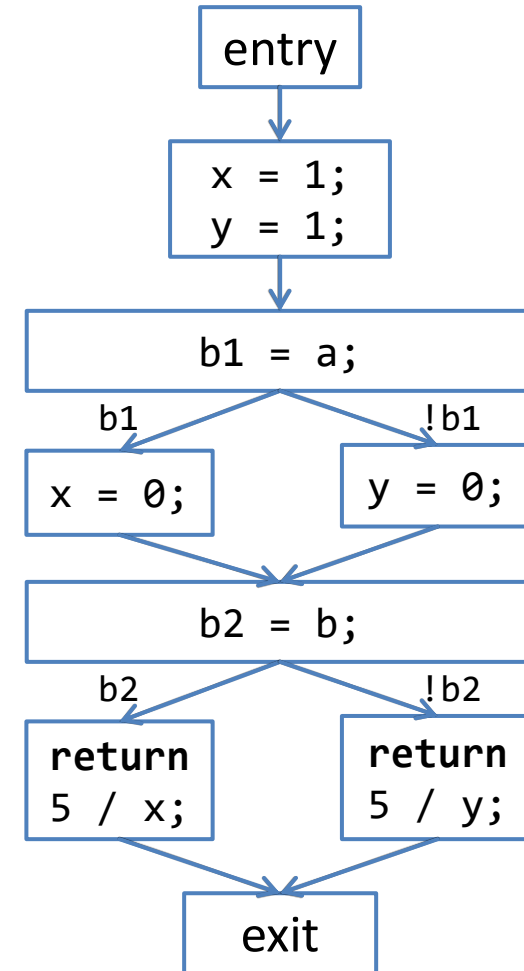 entry
x = 1;
y = 1;
b1 = a;
b1
!b1
x = 0;
y = 0;
b2 = b;
b2
!b2
return
5 / x;
return
5 / y;
exit